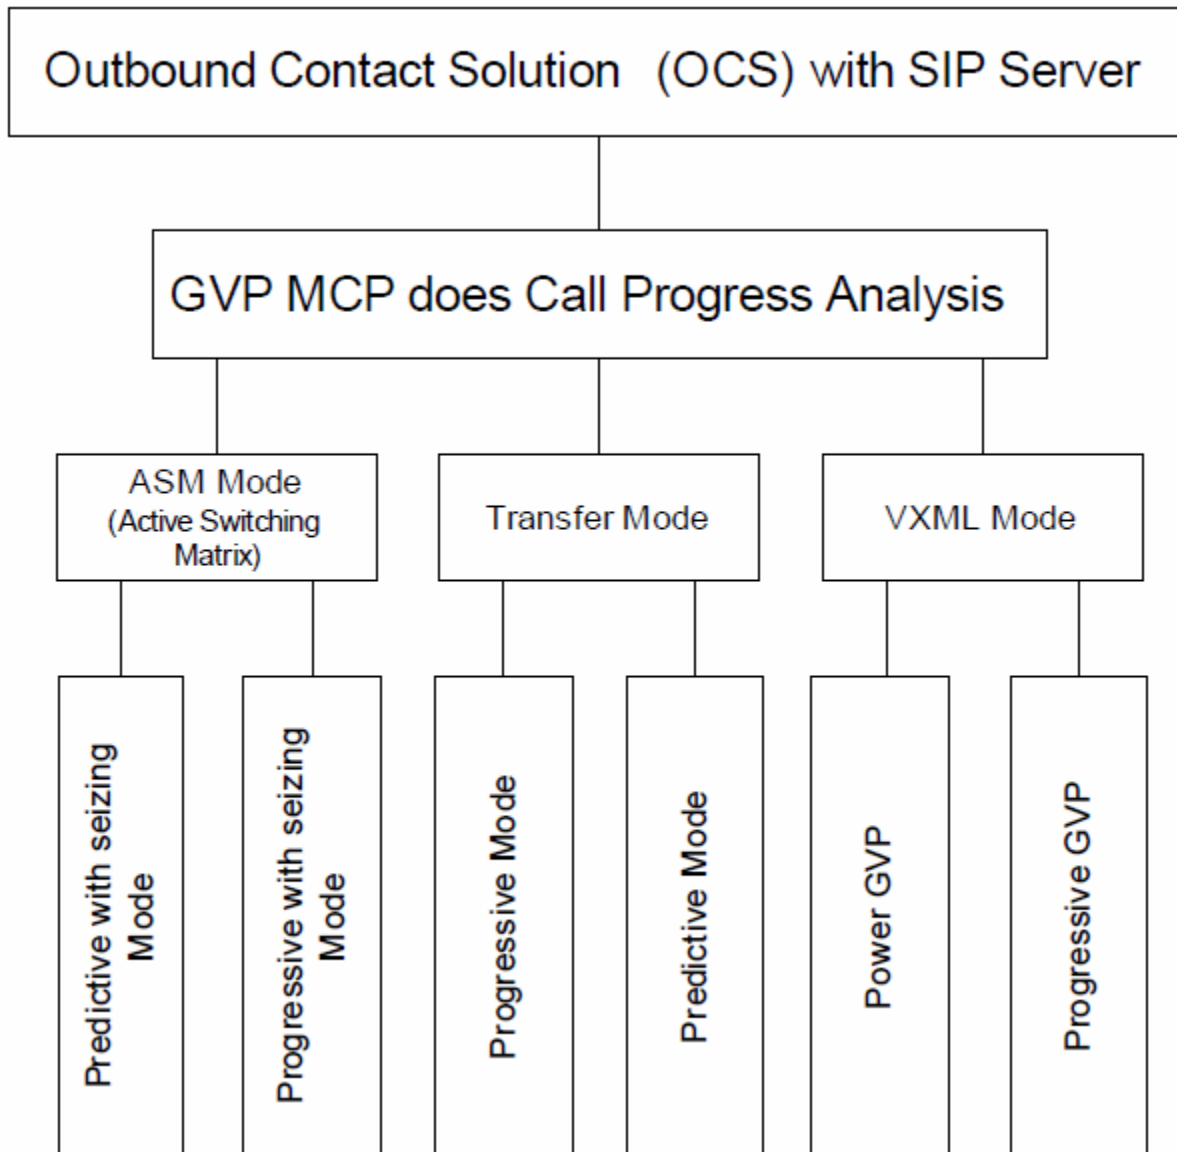 Outbound Contact Solution (OCS) with SIP Server
GVP MCP does Call Progress Analysis
ASM Mode
(Active Switching
Matrix)
Transfer Mode
VXML Mode
Predictive with seizing
Mode
Progressive with seizing
Mode
Progressive Mode
Predictive Mode
Power GVP
Progressive GVP